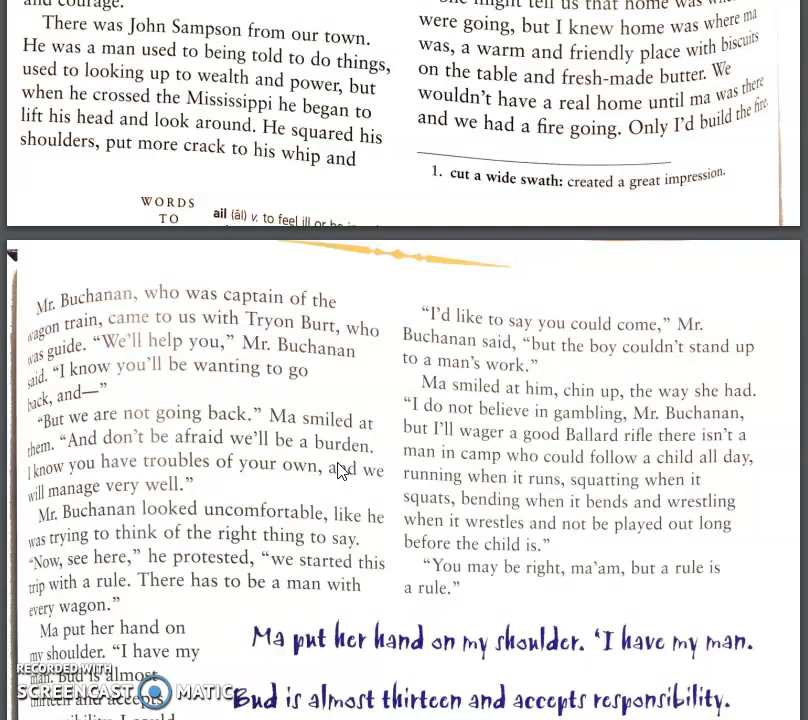 and courage.
There was John Sampson from our town.
He was a man used to being told to do things,
used to looking up to wealth and power, but
when he crossed the Mississippi he began to
lift his head and look around. He squared his
shoulders, put more crack to his whip and
WORDS
TO
ail (āl) v. to feel ill or
might tell us that home was
were going, but I knew home was where ma
was, a warm and friendly place with biscuits
on the table and fresh-made butter. We
wouldn't have a real home until ma was there
and we had a fire going. Only I'd build the fire.
1. cut a wide swath: created a great impression.
Mr. Buchanan, who was captain of the
wagon train, came to us with Tryon Burt, who
was guide. “We'll help you,” Mr. Buchanan
said. “I know you'll be wanting to go
back, and—”
“But we are not going back.” Ma smiled at
them. “And don't be afraid we'll be a burden.
I know you have troubles of your own, and we
will manage very well.”
Mr. Buchanan looked uncomfortable, like he
was trying to think of the right thing to say.
“Now, see here,” he protested, “we started this
trip with a rule. There has to be a man with
every wagon.”
Ma put her hand on
my shoulder. “I have my
man. Bud is almost
thirteen and accepts
“I'd like to say you could come,” Mr.
Buchanan said, “but the boy couldn't stand up
to a man's work.”
Ma smiled at him, chin up, the way she had.
“I do not believe in gambling, Mr. Buchanan,
but I'll wager a good Ballard rifle there isn't a
man in camp who could follow a child all day,
running when it runs, squatting when it
squats, bending when it bends and wrestling
when it wrestles and not be played out long
before the child is.”
“You may be right, ma'am, but a rule is
a rule.”
Ma put her hand on my shoulder. 'I have my man.
Bud is almost thirteen and accepts responsibility.
RECORDED WITH
SCREENCAST MATIC